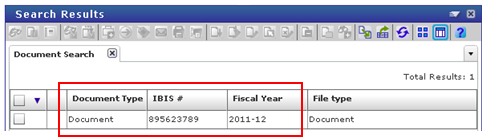 Search Results
Document Search
Total Results: 1
Document Type IBIS # Fiscal Year File type
Document 895623789 2011-12 Document